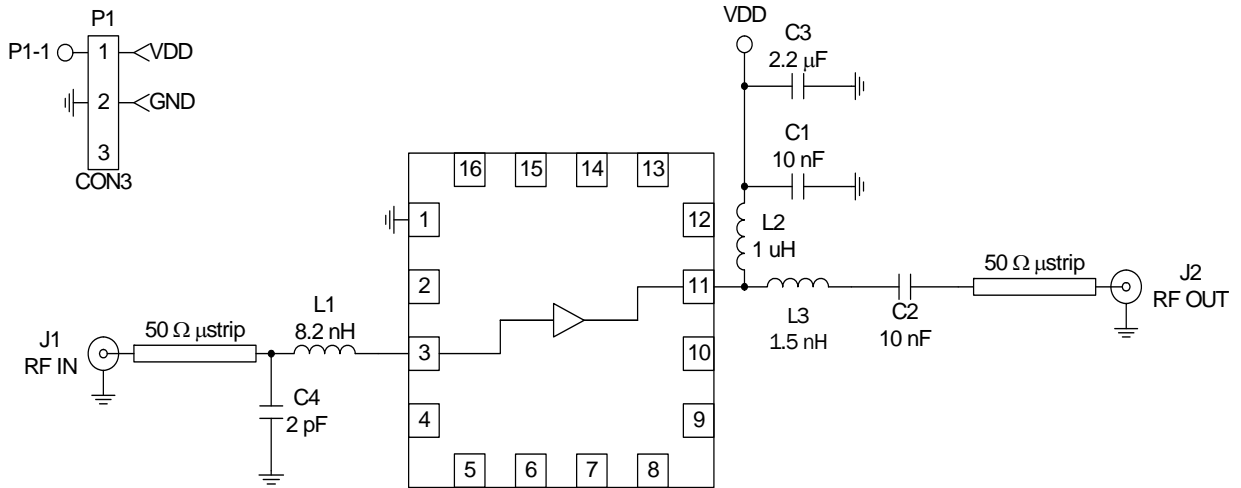 P1
P1-1
1
VDD
2
GND
3
CON3
VDD
C3
2.2 µF
C1
10 nF
L2
1 uH
16
15
14
13
1
2
3
4
5
6
7
8
9
10
11
12
J1
RF IN
50 Ω µstrip
L1
8.2 nH
C4
2 pF
L3
1.5 nH
C2
10 nF
50 Ω µstrip
J2
RF OUT